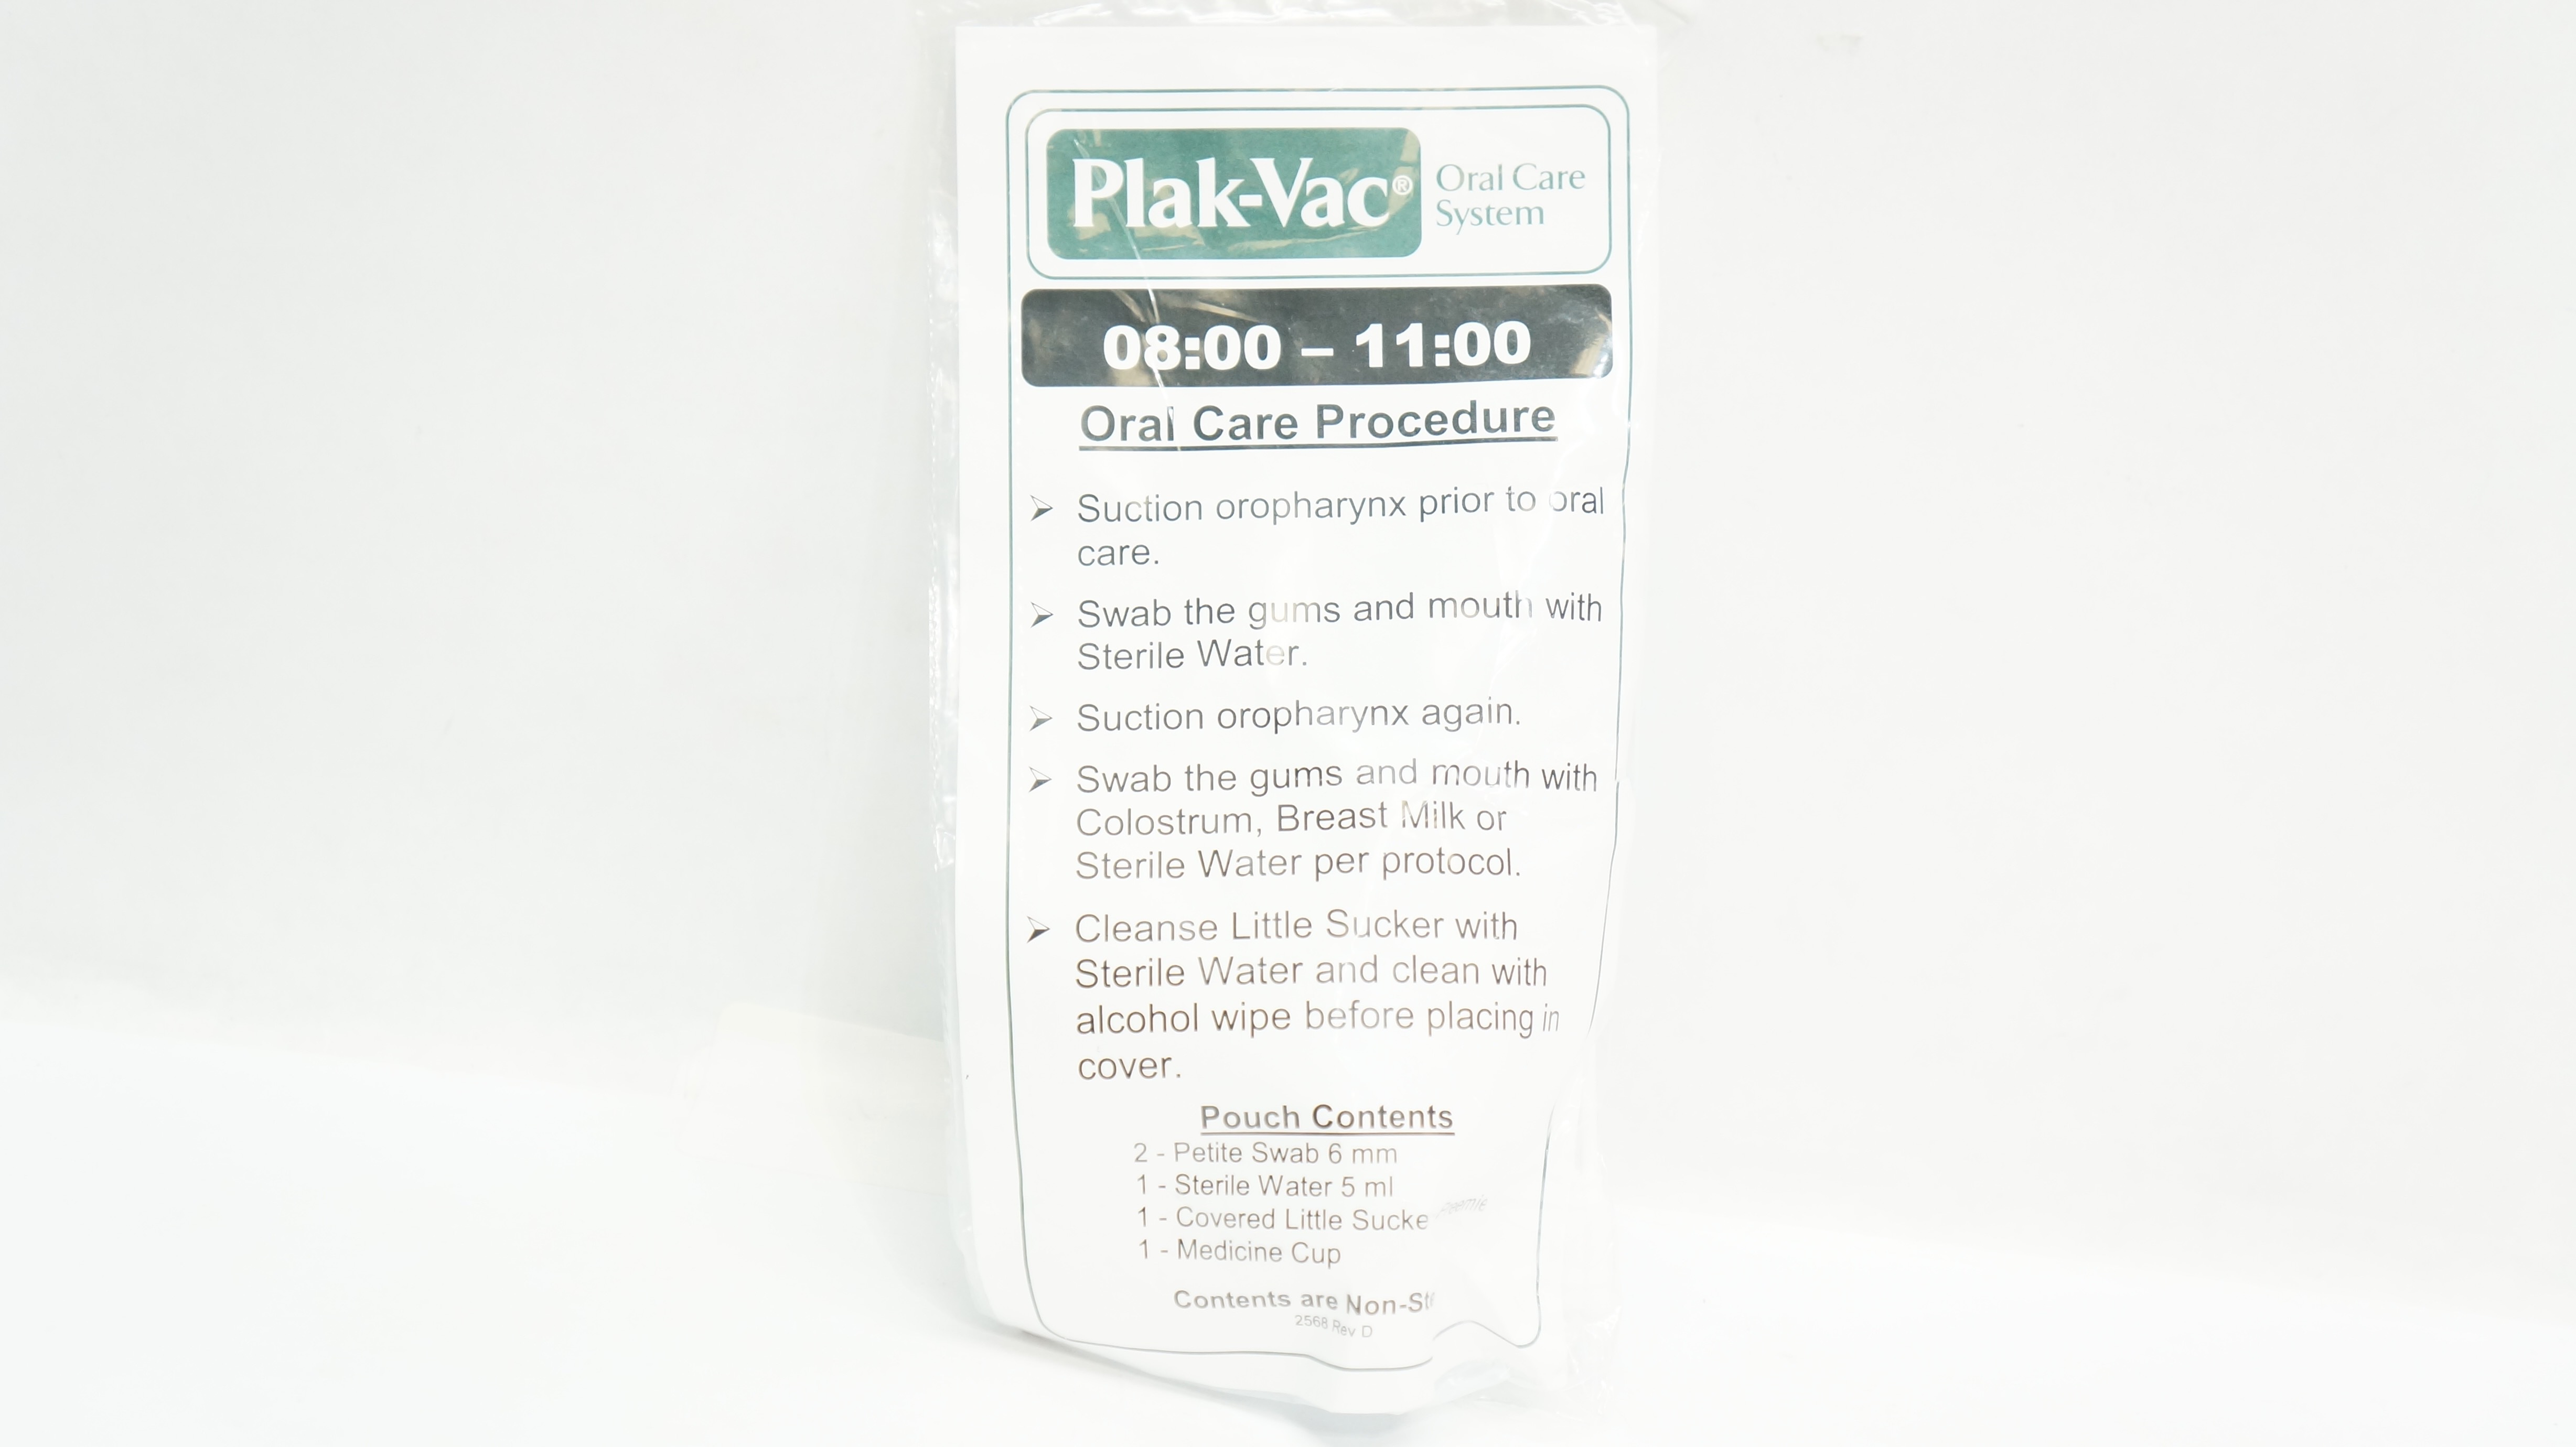 Plak-Vac® Oral Care
System
08:00 – 11:00
Oral Care Procedure
➢ Suction oropharynx prior to oral
care.
➢ Swab the gums and mouth with
Sterile Water.
➢ Suction oropharynx again.
➢ Swab the gums and mouth with
Colostrum, Breast Milk or
Sterile Water per protocol.
➢ Cleanse Little Sucker with
Sterile Water and clean with
alcohol wipe before placing in
cover.
Pouch Contents
2 - Petite Swab 6 mm
1 - Sterile Water 5 ml
1 - Covered Little Sucke
1 - Medicine Cup
Contents are Non-St
2568 Rev D